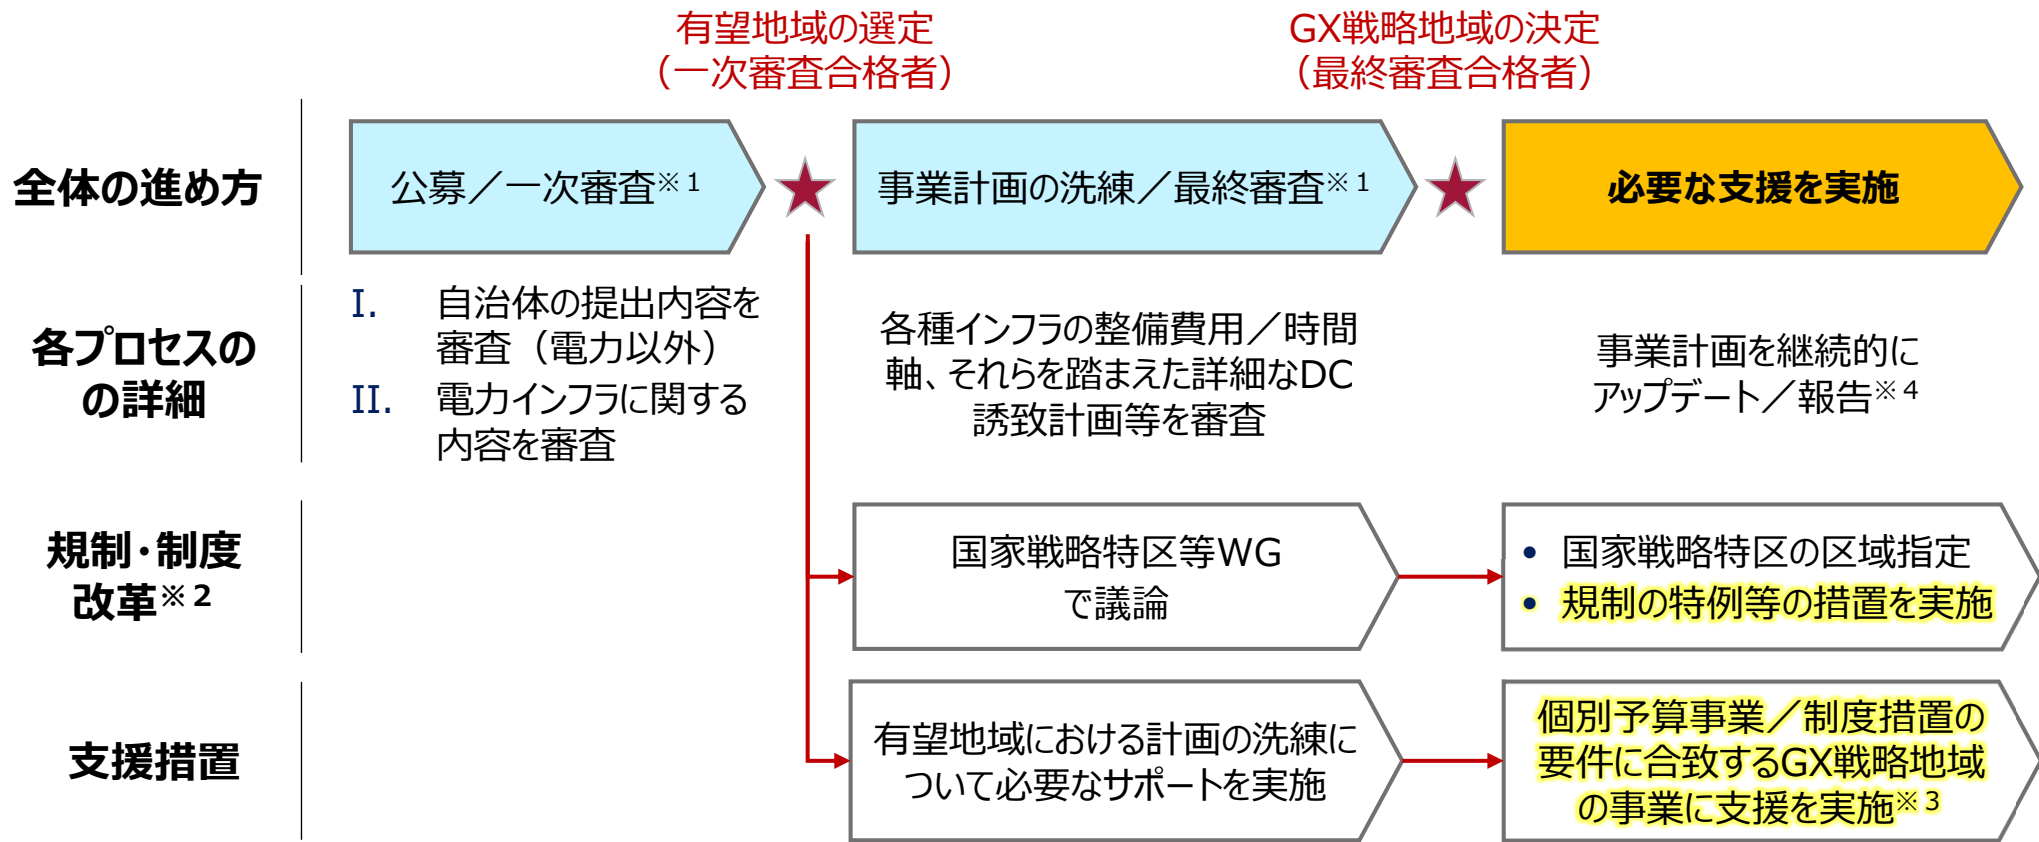 有望地域の選定
（一次審査合格者）
GX戦略地域の決定
（最終審査合格者）
全体の進め方
公募／一次審査※1
事業計画の洗練／最終審査※1
必要な支援を実施
各プロセスの
の詳細
I. 自治体の提出内容を
審査（電力以外）
II. 電力インフラに関する
内容を審査
各種インフラの整備費用／時間
軸、それらを踏まえた詳細なDC
誘致計画等を審査
事業計画を継続的に
アップデート／報告※4
規制・制度
改革※2
国家戦略特区等WG
で議論
• 国家戦略特区の区域指定
• 規制の特例等の措置を実施
支援措置
有望地域における計画の洗練に
ついて必要なサポートを実施
個別予算事業／制度措置の
要件に合致するGX戦略地域
の事業に支援を実施※3